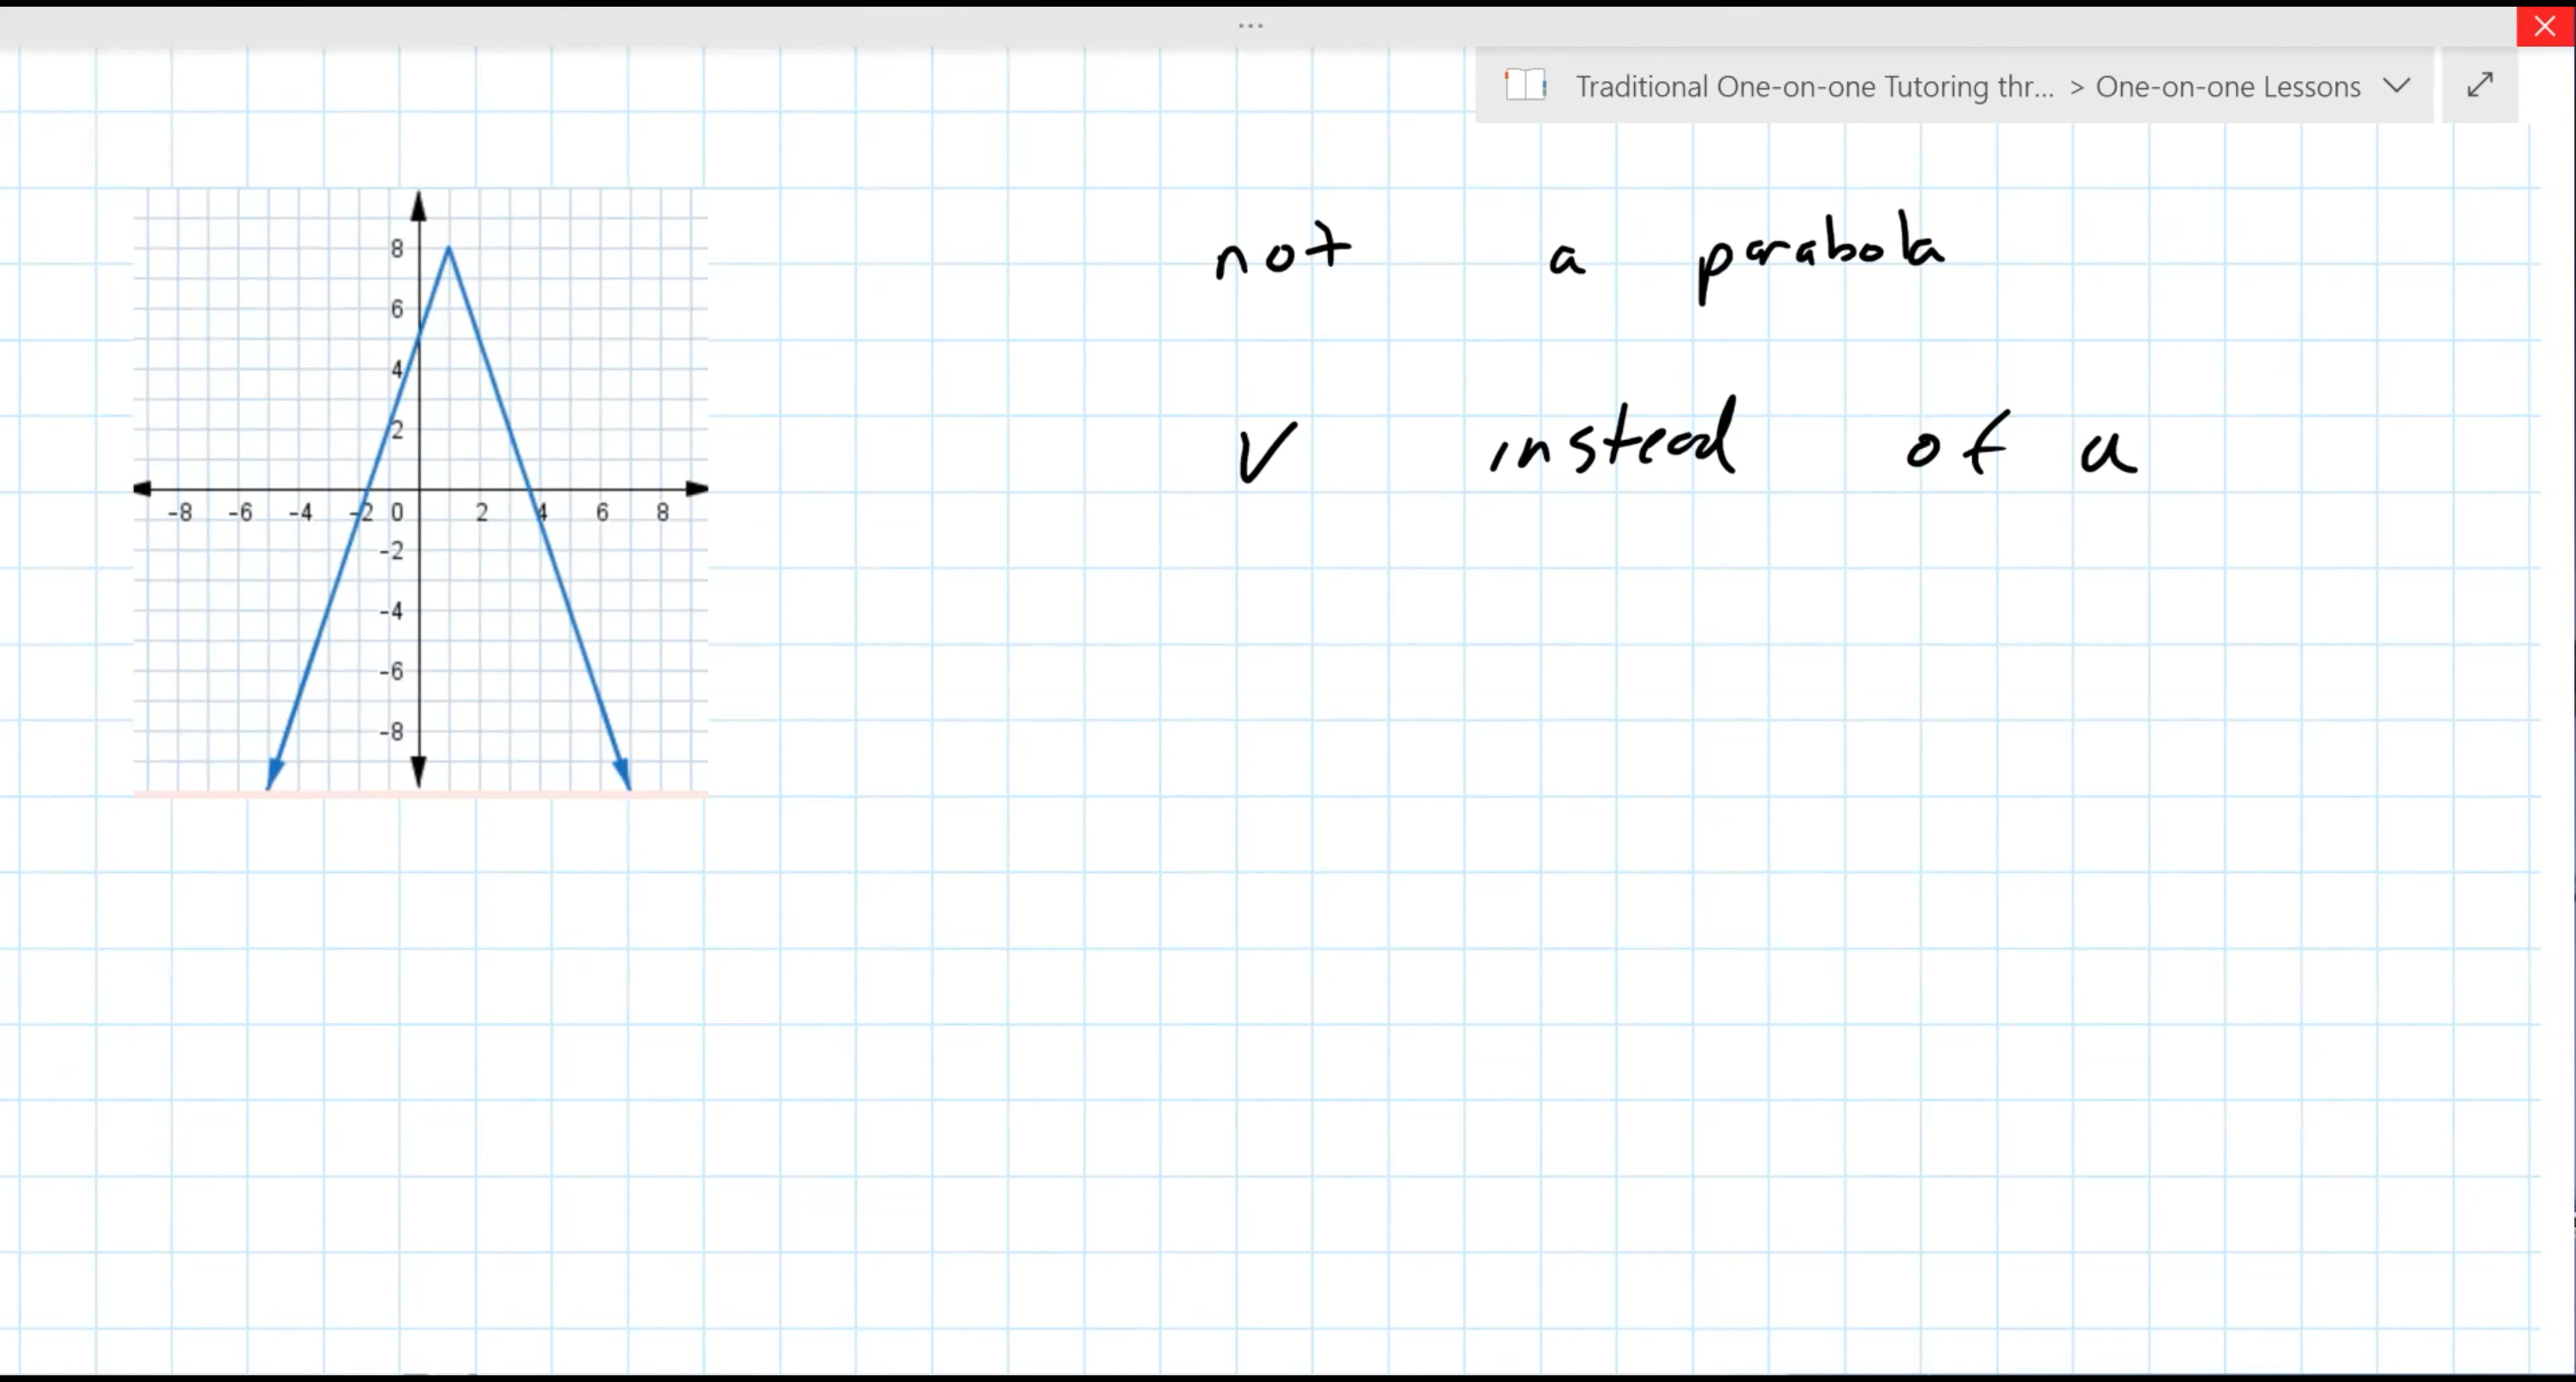 ...
Traditional One-on-one Tutoring thr... > One-on-one Lessons
not a parabola
V instead of a
8
6
4
2
-8 -6 -4 -2 0 2 4 6 8
-2
-4
-6
-8